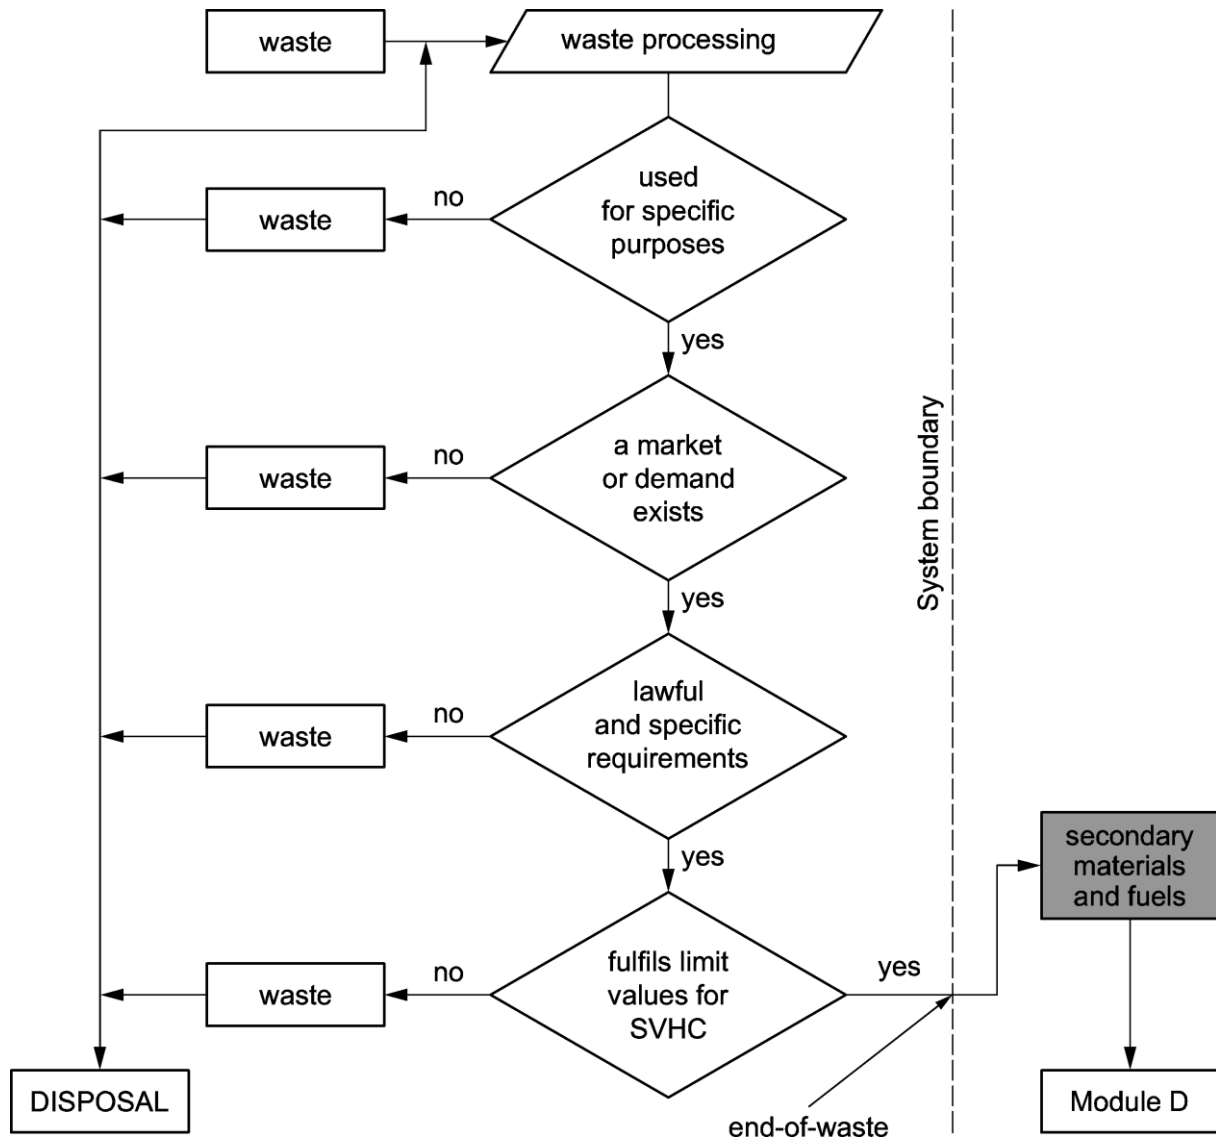 waste
waste processing
used
for specific
purposes
no
waste
yes
a market
or demand
exists
no
waste
System boundary
yes
lawful
and specific
requirements
no
waste
yes
secondary
materials
and fuels
fulfils limit
values for
SVHC
no
waste
yes
DISPOSAL
end-of-waste
Module D